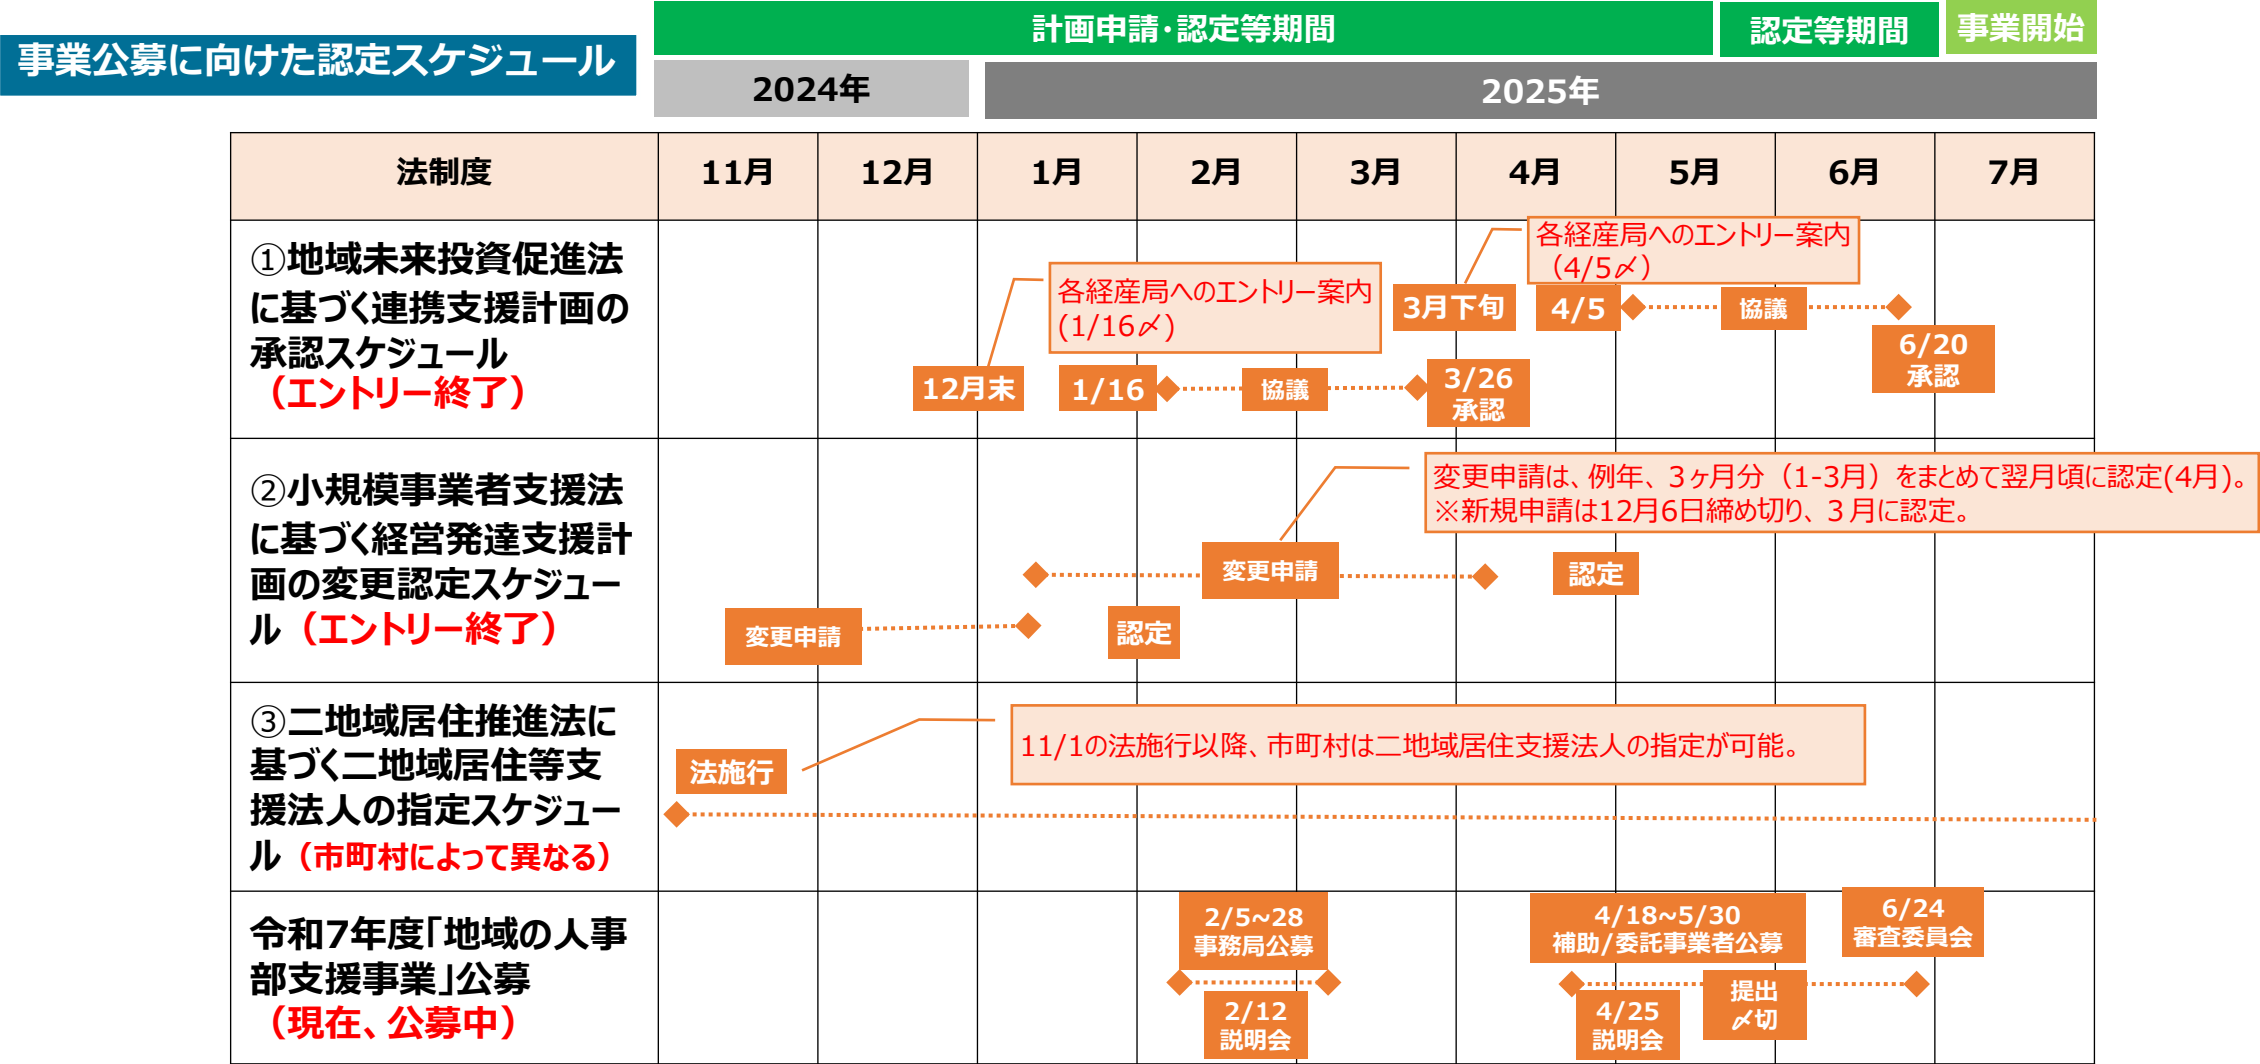 計画申請･認定等期間
認定等期間
事業開始
事業公募に向けた認定スケジュール
2024年
2025年
法制度
11月
12月
1月
2月
3月
4月
5月
6月
7月
①地域未来投資促進法
に基づく連携支援計画の
承認スケジュール
（エントリー終了）
各経産局へのエントリー案内
(1/16〆)
各経産局へのエントリー案内
（4/5〆）
3月下旬
4/5
協議
6/20
承認
12月末
1/16
協議
3/26
承認
②小規模事業者支援法
に基づく経営発達支援計
画の変更認定スケジュー
ル（エントリー終了）
変更申請は、例年、３ヶ月分（1-3月）をまとめて翌月頃に認定(4月)。
※新規申請は12月6日締め切り、３月に認定。
変更申請
認定
変更申請
認定
③二地域居住推進法に
基づく二地域居住等支
援法人の指定スケジュー
ル（市町村によって異なる）
11/1の法施行以降、市町村は二地域居住支援法人の指定が可能。
法施行
令和7年度｢地域の人事
部支援事業｣公募
（現在、公募中）
2/5~28
事務局公募
2/12
説明会
4/18~5/30
補助/委託事業者公募
4/25
説明会
提出
〆切
6/24
審査委員会